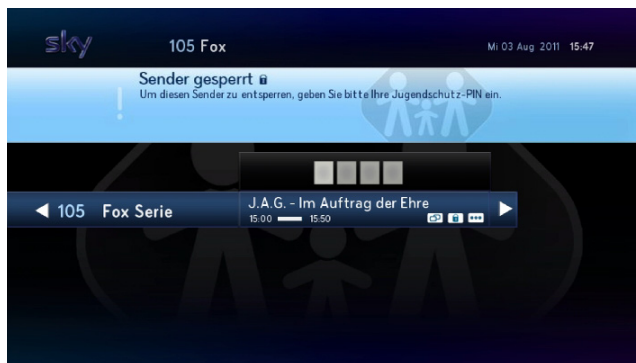 sky 105 Fox Mi 03 Aug 2011 15:47
Sender gesperrt
Um diesen Sender zu entsperren, geben Sie bitte Ihre Jugendschutz-PIN ein.
105 Fox Serie
J.A.G. - Im Auftrag der Ehre
15:00 15:50